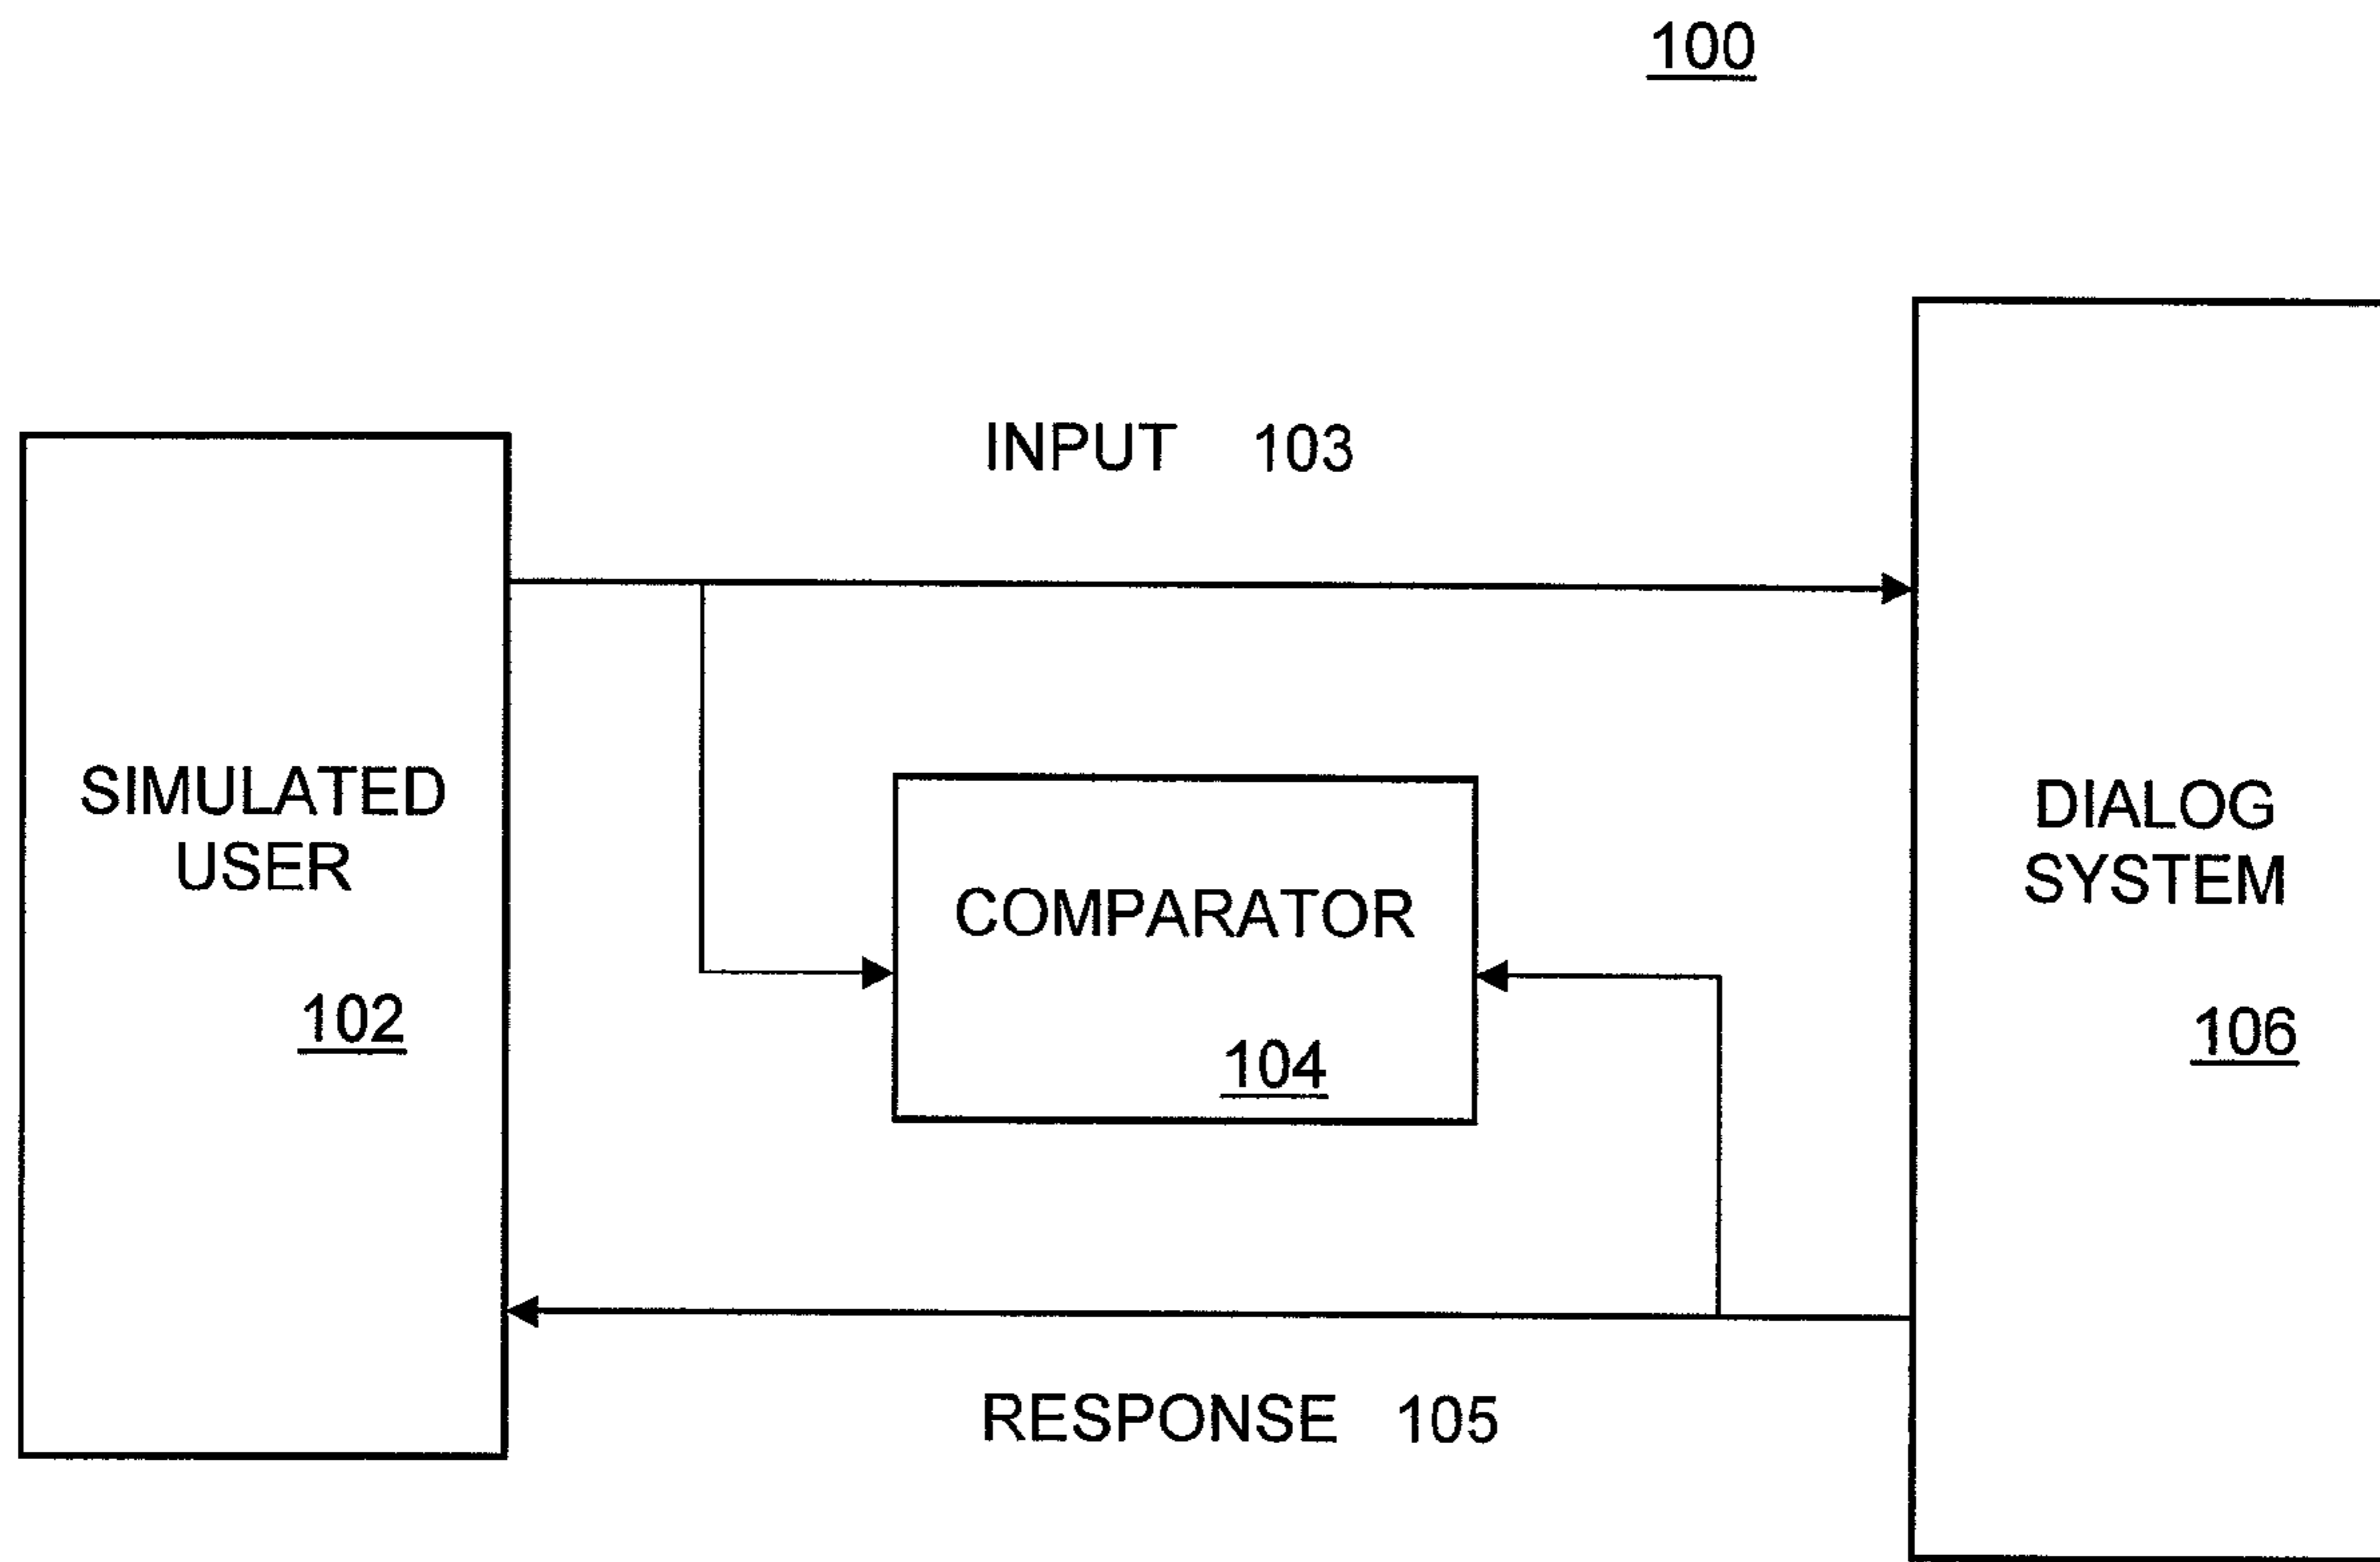 100
INPUT 103
SIMULATED
USER
102
COMPARATOR
104
DIALOG
SYSTEM
106
RESPONSE 105